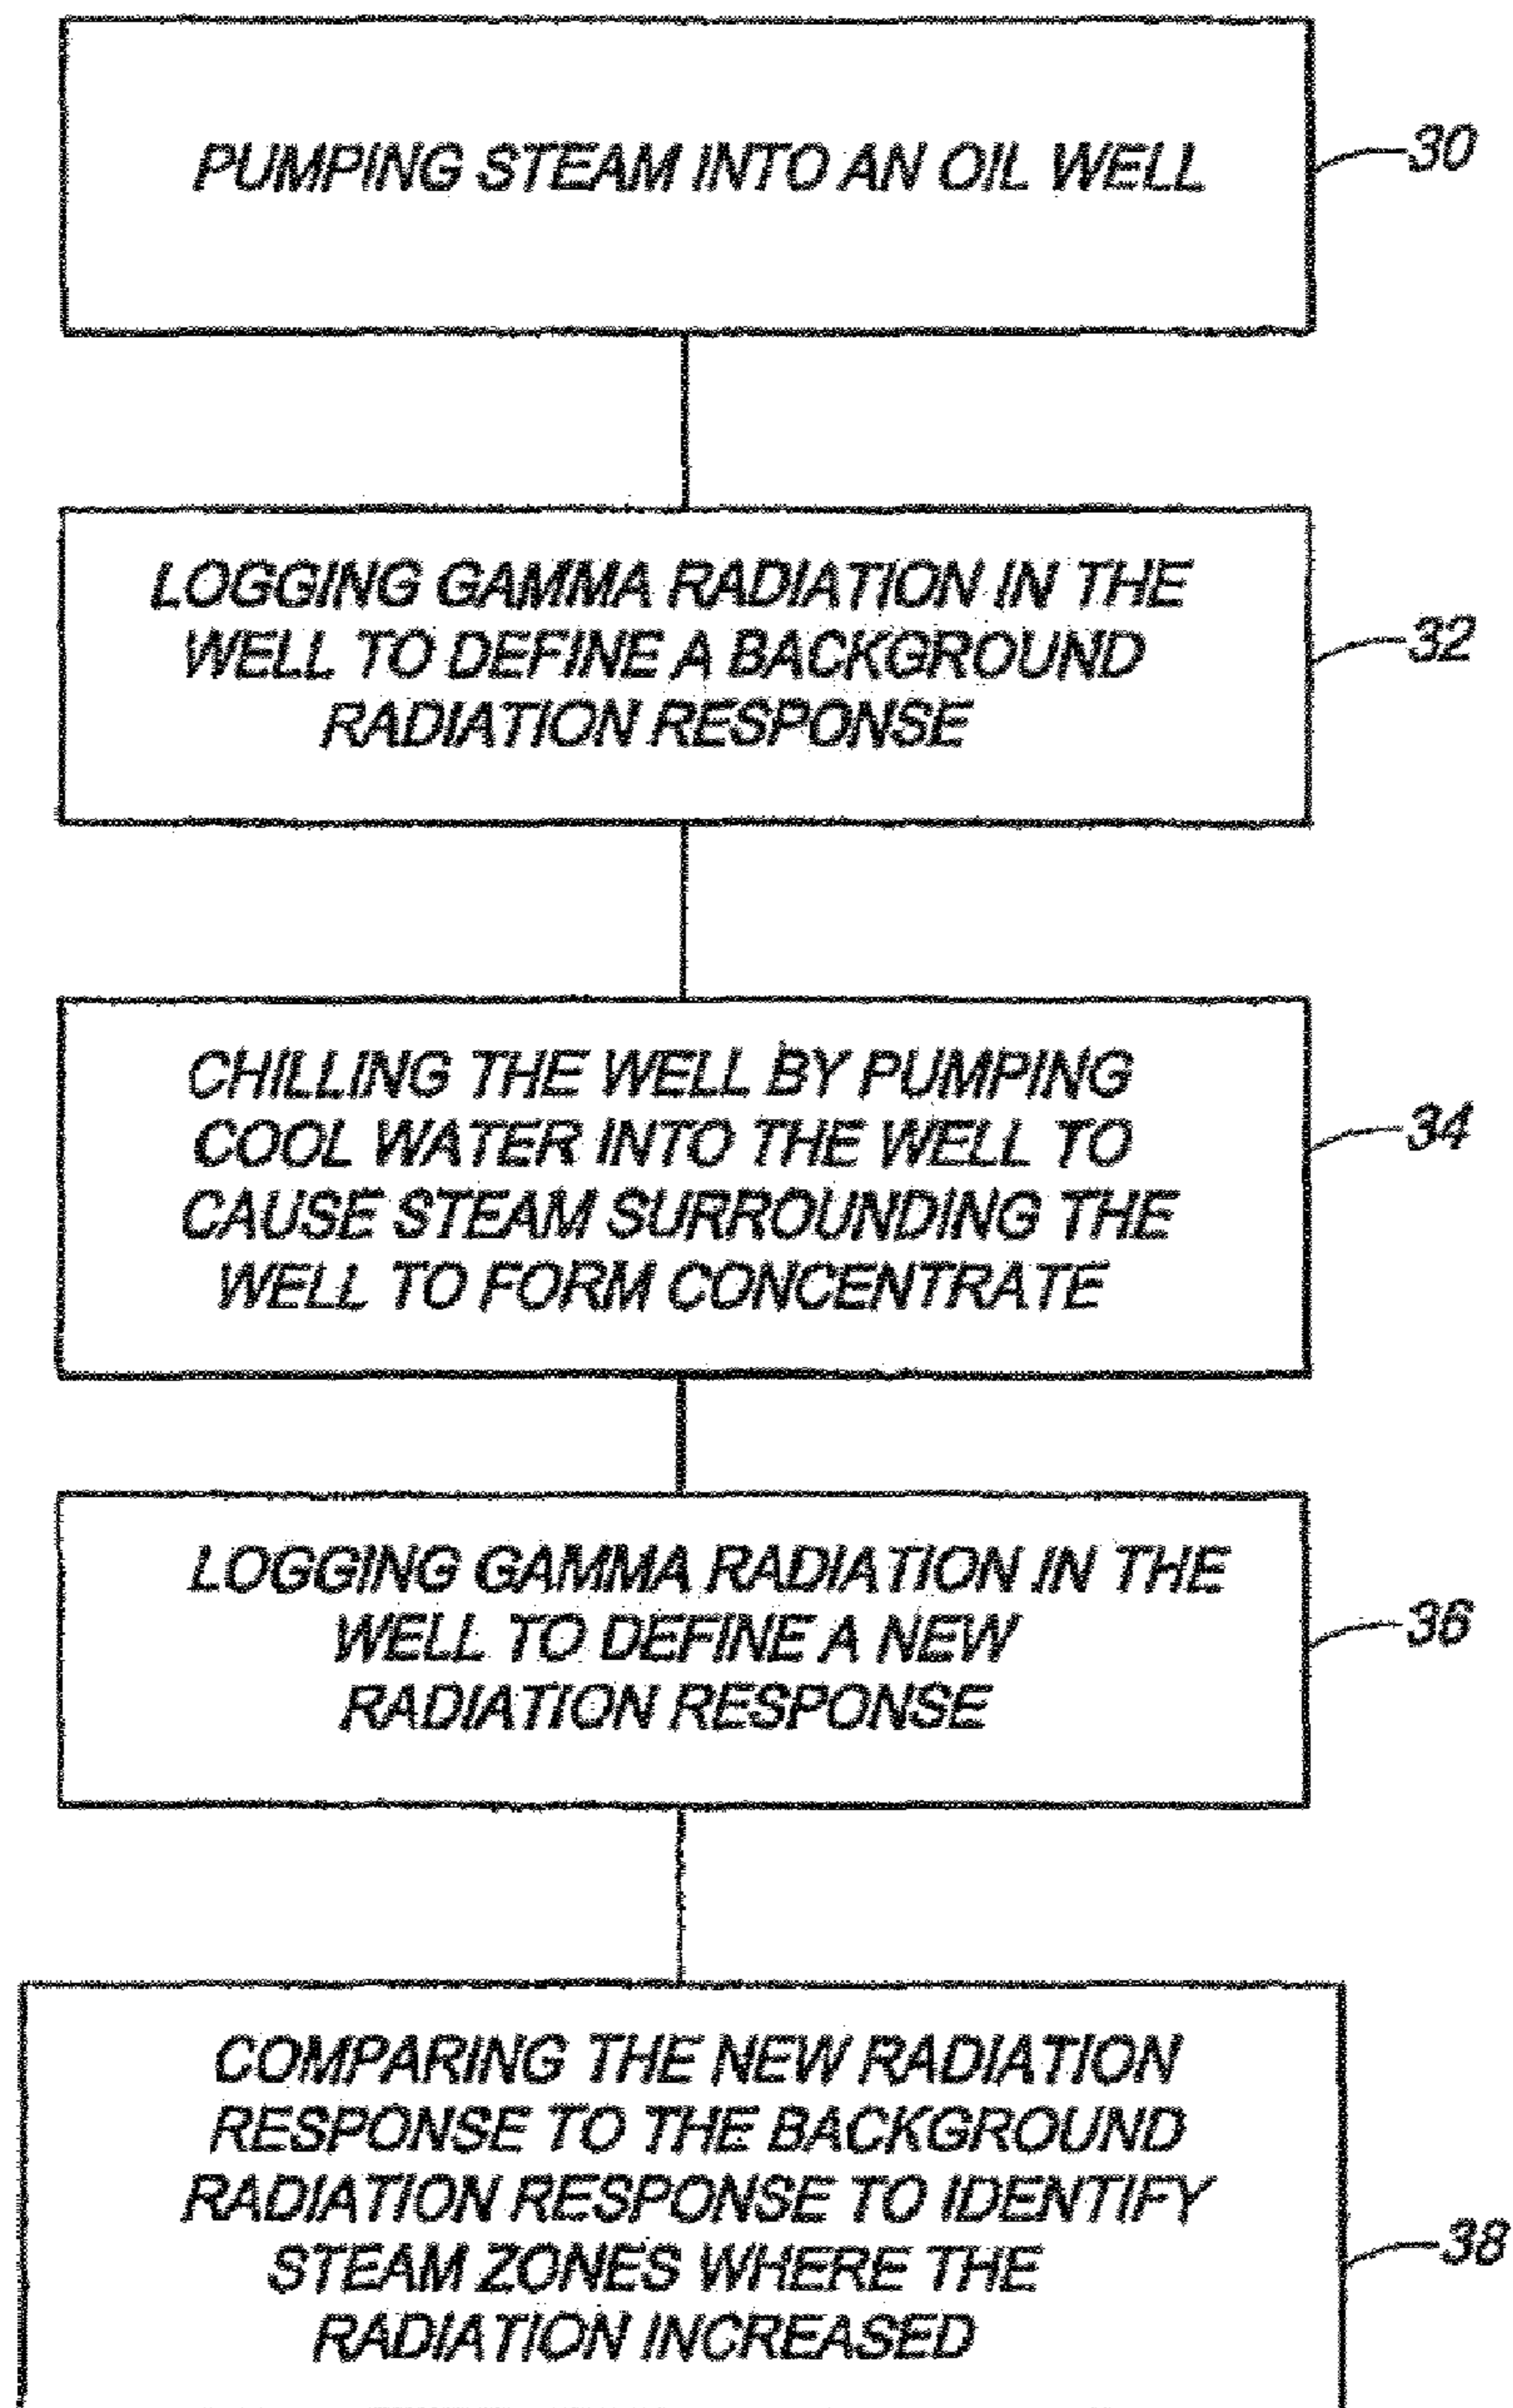 PUMPING STEAM INTO AN OIL WELL
30
LOGGING GAMMA RADIATION IN THE
WELL TO DEFINE A BACKGROUND
RADIATION RESPONSE
32
CHILLING THE WELL BY PUMPING
COOL WATER INTO THE WELL TO
CAUSE STEAM SURROUNDING THE
WELL TO FORM CONCENTRATE
34
LOGGING GAMMA RADIATION IN THE
WELL TO DEFINE A NEW
RADIATION RESPONSE
36
COMPARING THE NEW RADIATION
RESPONSE TO THE BACKGROUND
RADIATION RESPONSE TO IDENTIFY
STEAM ZONES WHERE THE
RADIATION INCREASED
38